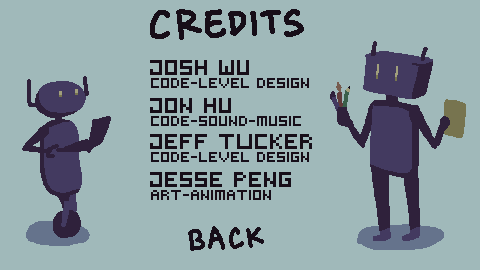 CREDITS
JOSH WU
CODE-LEVEL DESIGN
JON HU
CODE-SOUND-MUSIC
JEFF TUCKER
CODE-LEVEL DESIGN
JESSE PENG
ART-ANIMATION
BACK